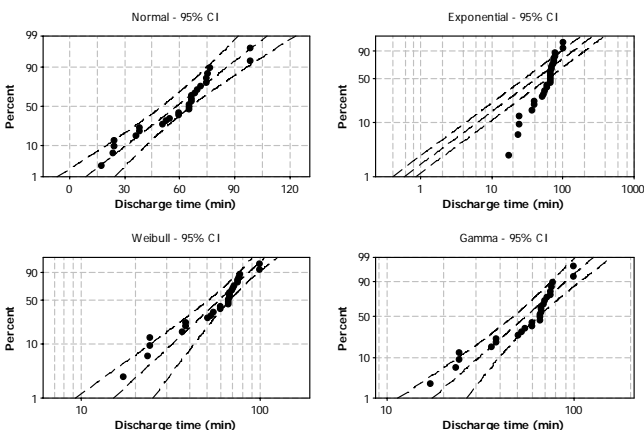 Normal - 95% CI
Exponential - 95% CI
99
90
50
10
1
Percent
0 30 60 90 120
Discharge time (min)
90
50
10
1
Percent
1 10 100 1000
Discharge time (min)
Weibull - 95% CI
Gamma - 95% CI
90
50
10
1
Percent
10 100
Discharge time (min)
99
90
50
10
1
Percent
10 100
Discharge time (min)